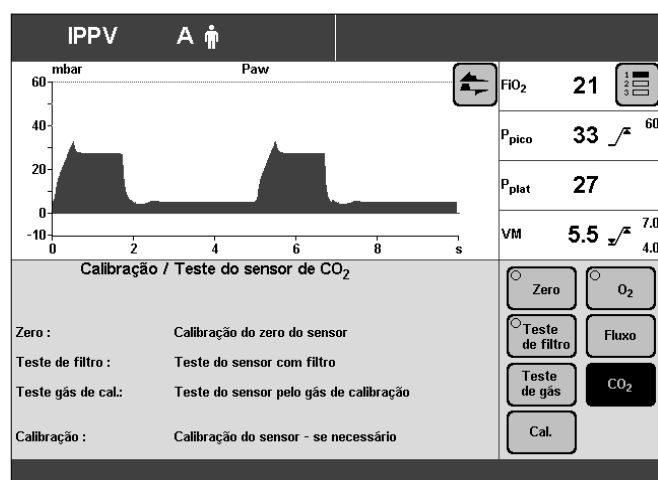 IPPV A
mbar Paw
60
40
20
0
-10
0 2 4 6 8 s
FiO2 21
1
2
3
Ppico 33 60
Pplat 27
VM 5.5 7.0
4.0
Calibração / Teste do sensor de CO2
Zero : Calibração do zero do sensor
Teste de filtro : Teste do sensor com filtro
Teste gás de cal.: Teste do sensor pelo gás de calibração
Calibração : Calibração do sensor - se necessário
Zero
O2
Teste
de filtro
Fluxo
Teste
de gás
CO2
Cal.